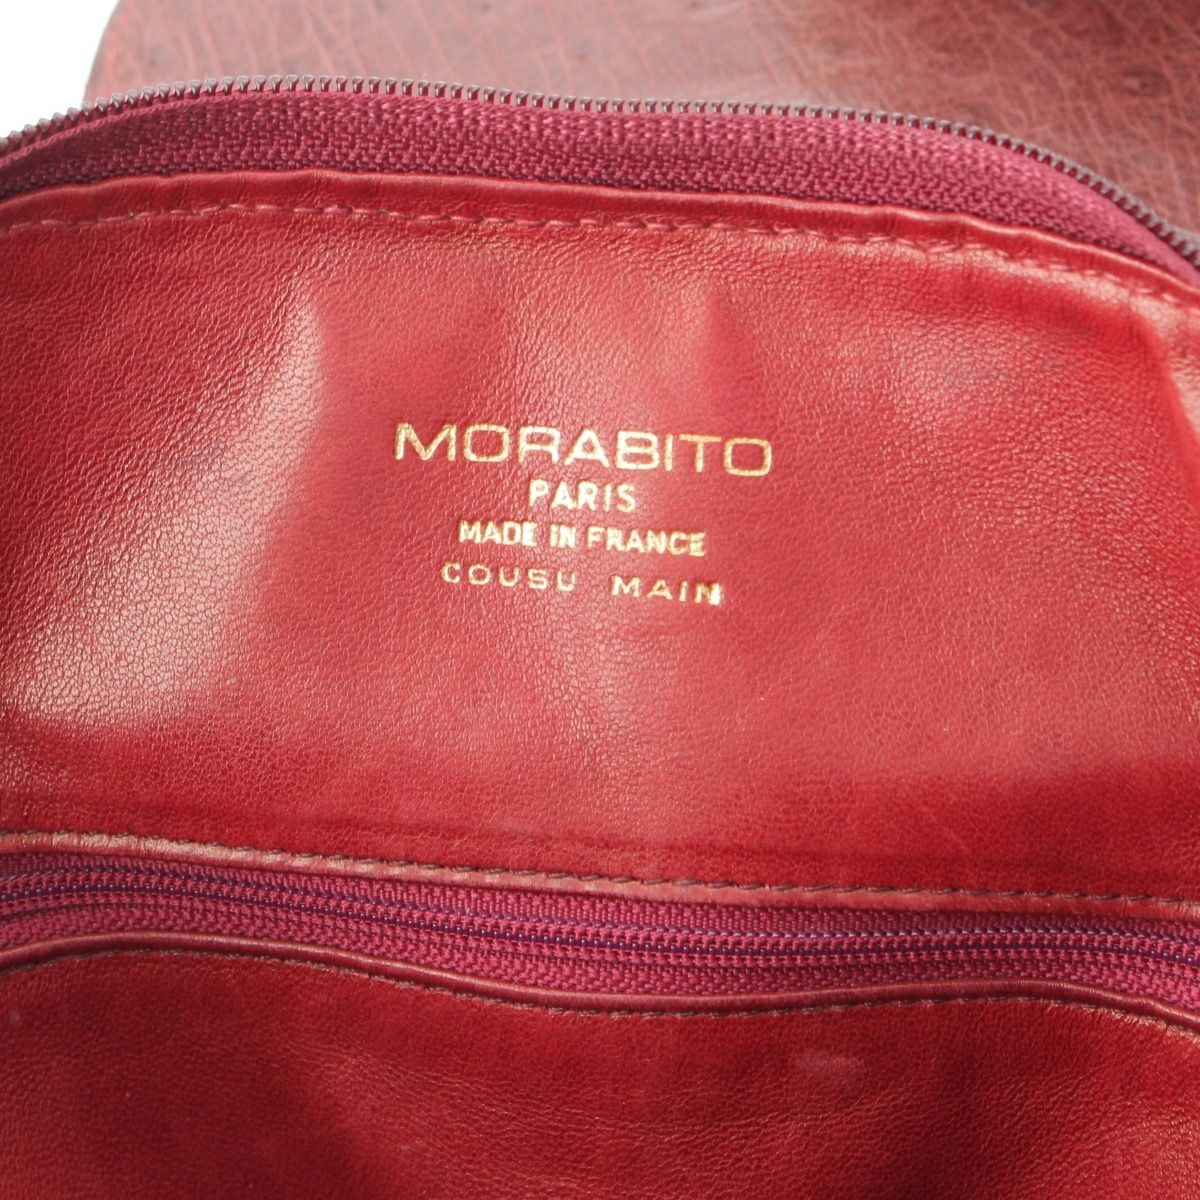 MORABITO
PARIS
MADE IN FRANCE
COUSU MAIN